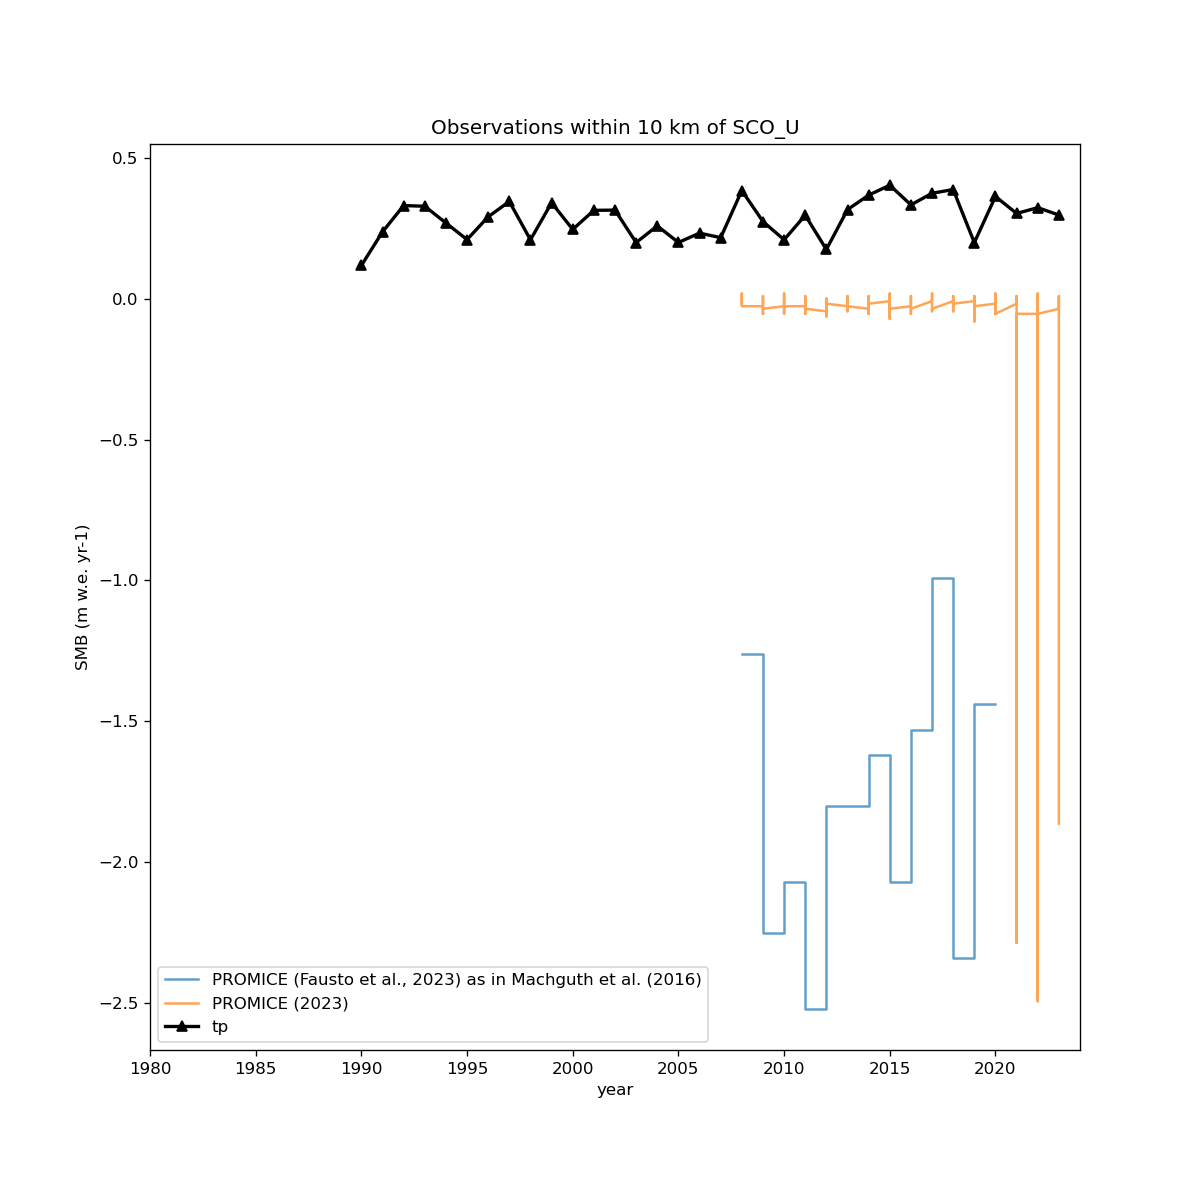 Observations within 10 km of SCO_U
0.5
0.0
−0.5
−1.0
−1.5
−2.0
−2.5
SMB (m w.e. yr-1)
PROMICE (Fausto et al., 2023) as in Machguth et al. (2016)
PROMICE (2023)
tp
1980 1985 1990 1995 2000 2005 2010 2015 2020
year